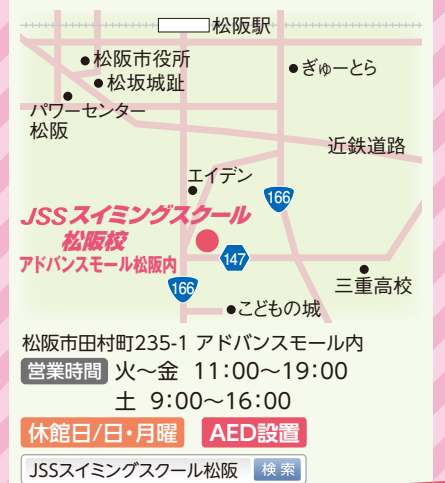 松阪駅
松阪市役所
松坂城趾
ぎゅーとら
パワーセンター
松阪
近鉄道路
エイデン
166
JSSスイミングスクール
松阪校
アドバンスモール松阪内
147
166
三重高校
こどもの城
松阪市田村町235-1 アドバンスモール内
営業時間 火〜金 11:00〜19:00
土 9:00〜16:00
休館日/日・月曜 AED設置
JSSスイミングスクール松阪 検索